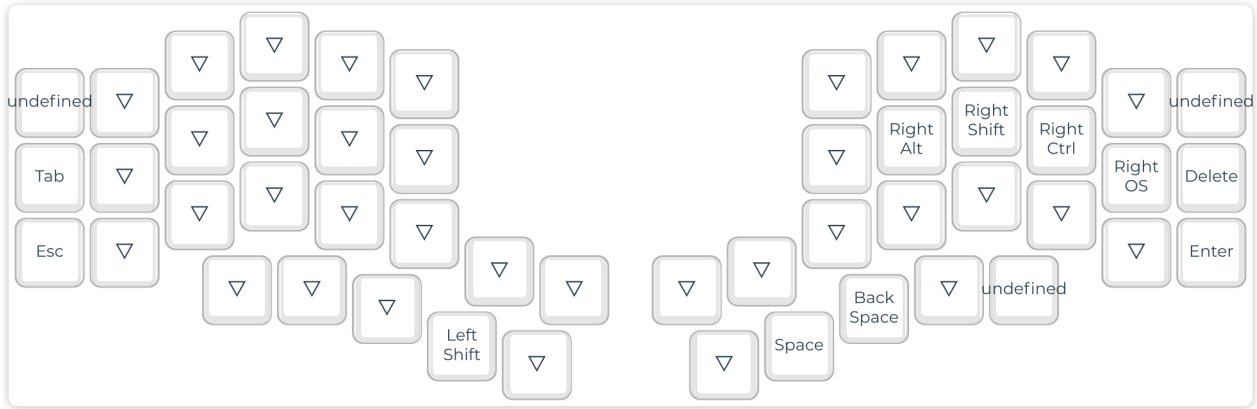 ▽
▽
▽
▽
▽
▽
▽
▽
undefined
▽
▽
undefined
▽
▽
▽
▽
Right
Alt
Right
Shift
Right
Ctrl
Tab
▽
▽
Right
OS
Delete
▽
▽
▽
▽
▽
▽
Esc
▽
▽
▽
▽
Enter
▽
▽
▽
▽
▽
▽
▽
Back
Space
▽
undefined
▽
Left
Shift
▽
▽
Space